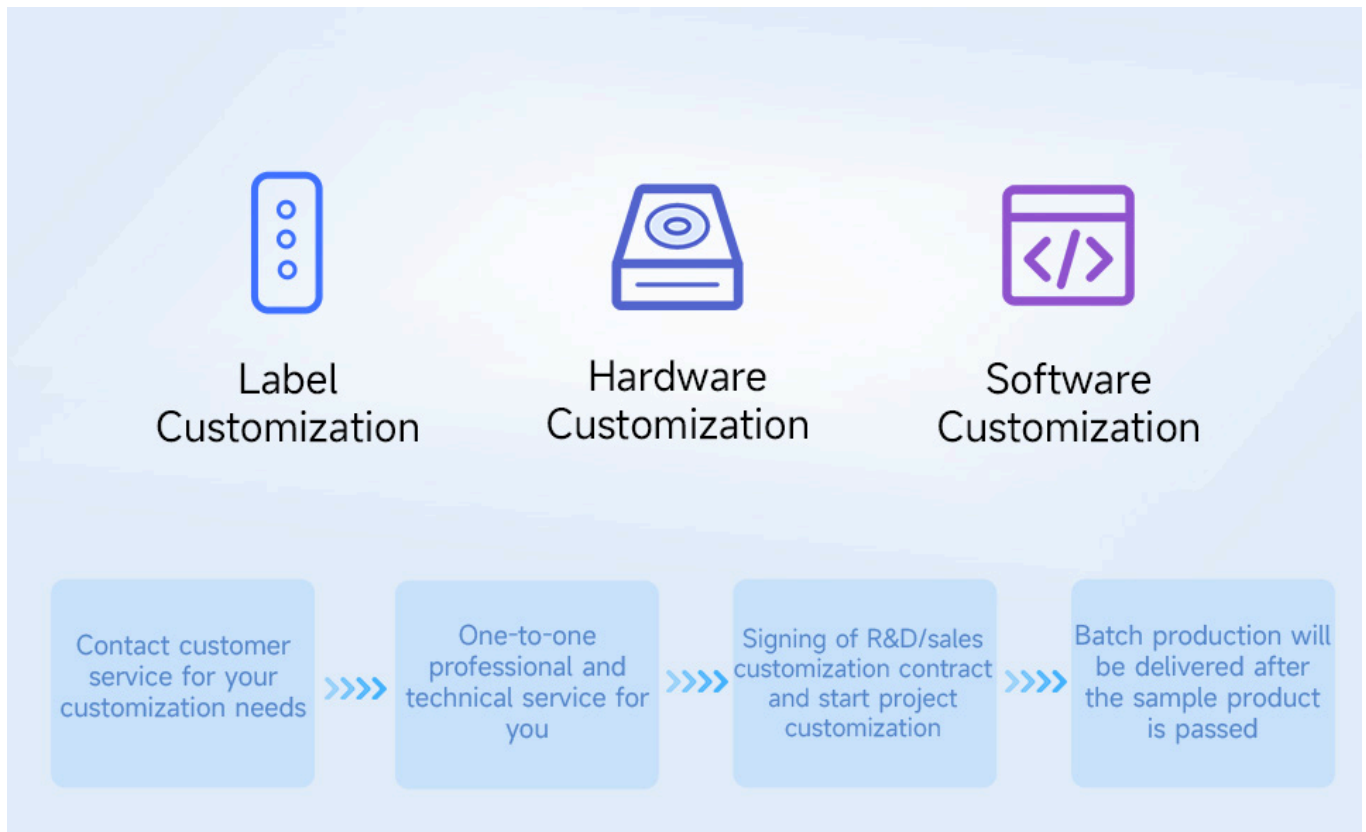 Label
Customization
Hardware
Customization
Software
Customization
Contact customer
service for your
customization needs
One-to-one
professional and
technical service for
you
Signing of R&D/sales
customization contract
and start project
customization
Batch production will
be delivered after
the sample product
is passed